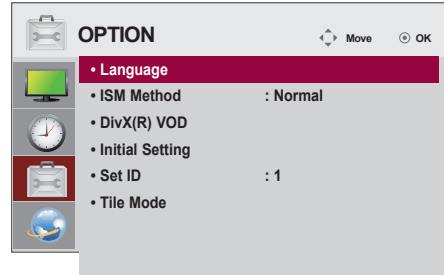 OPTION
Move
OK
• Language
• ISM Method : Normal
• DivX(R) VOD
• Initial Setting
• Set ID : 1
• Tile Mode